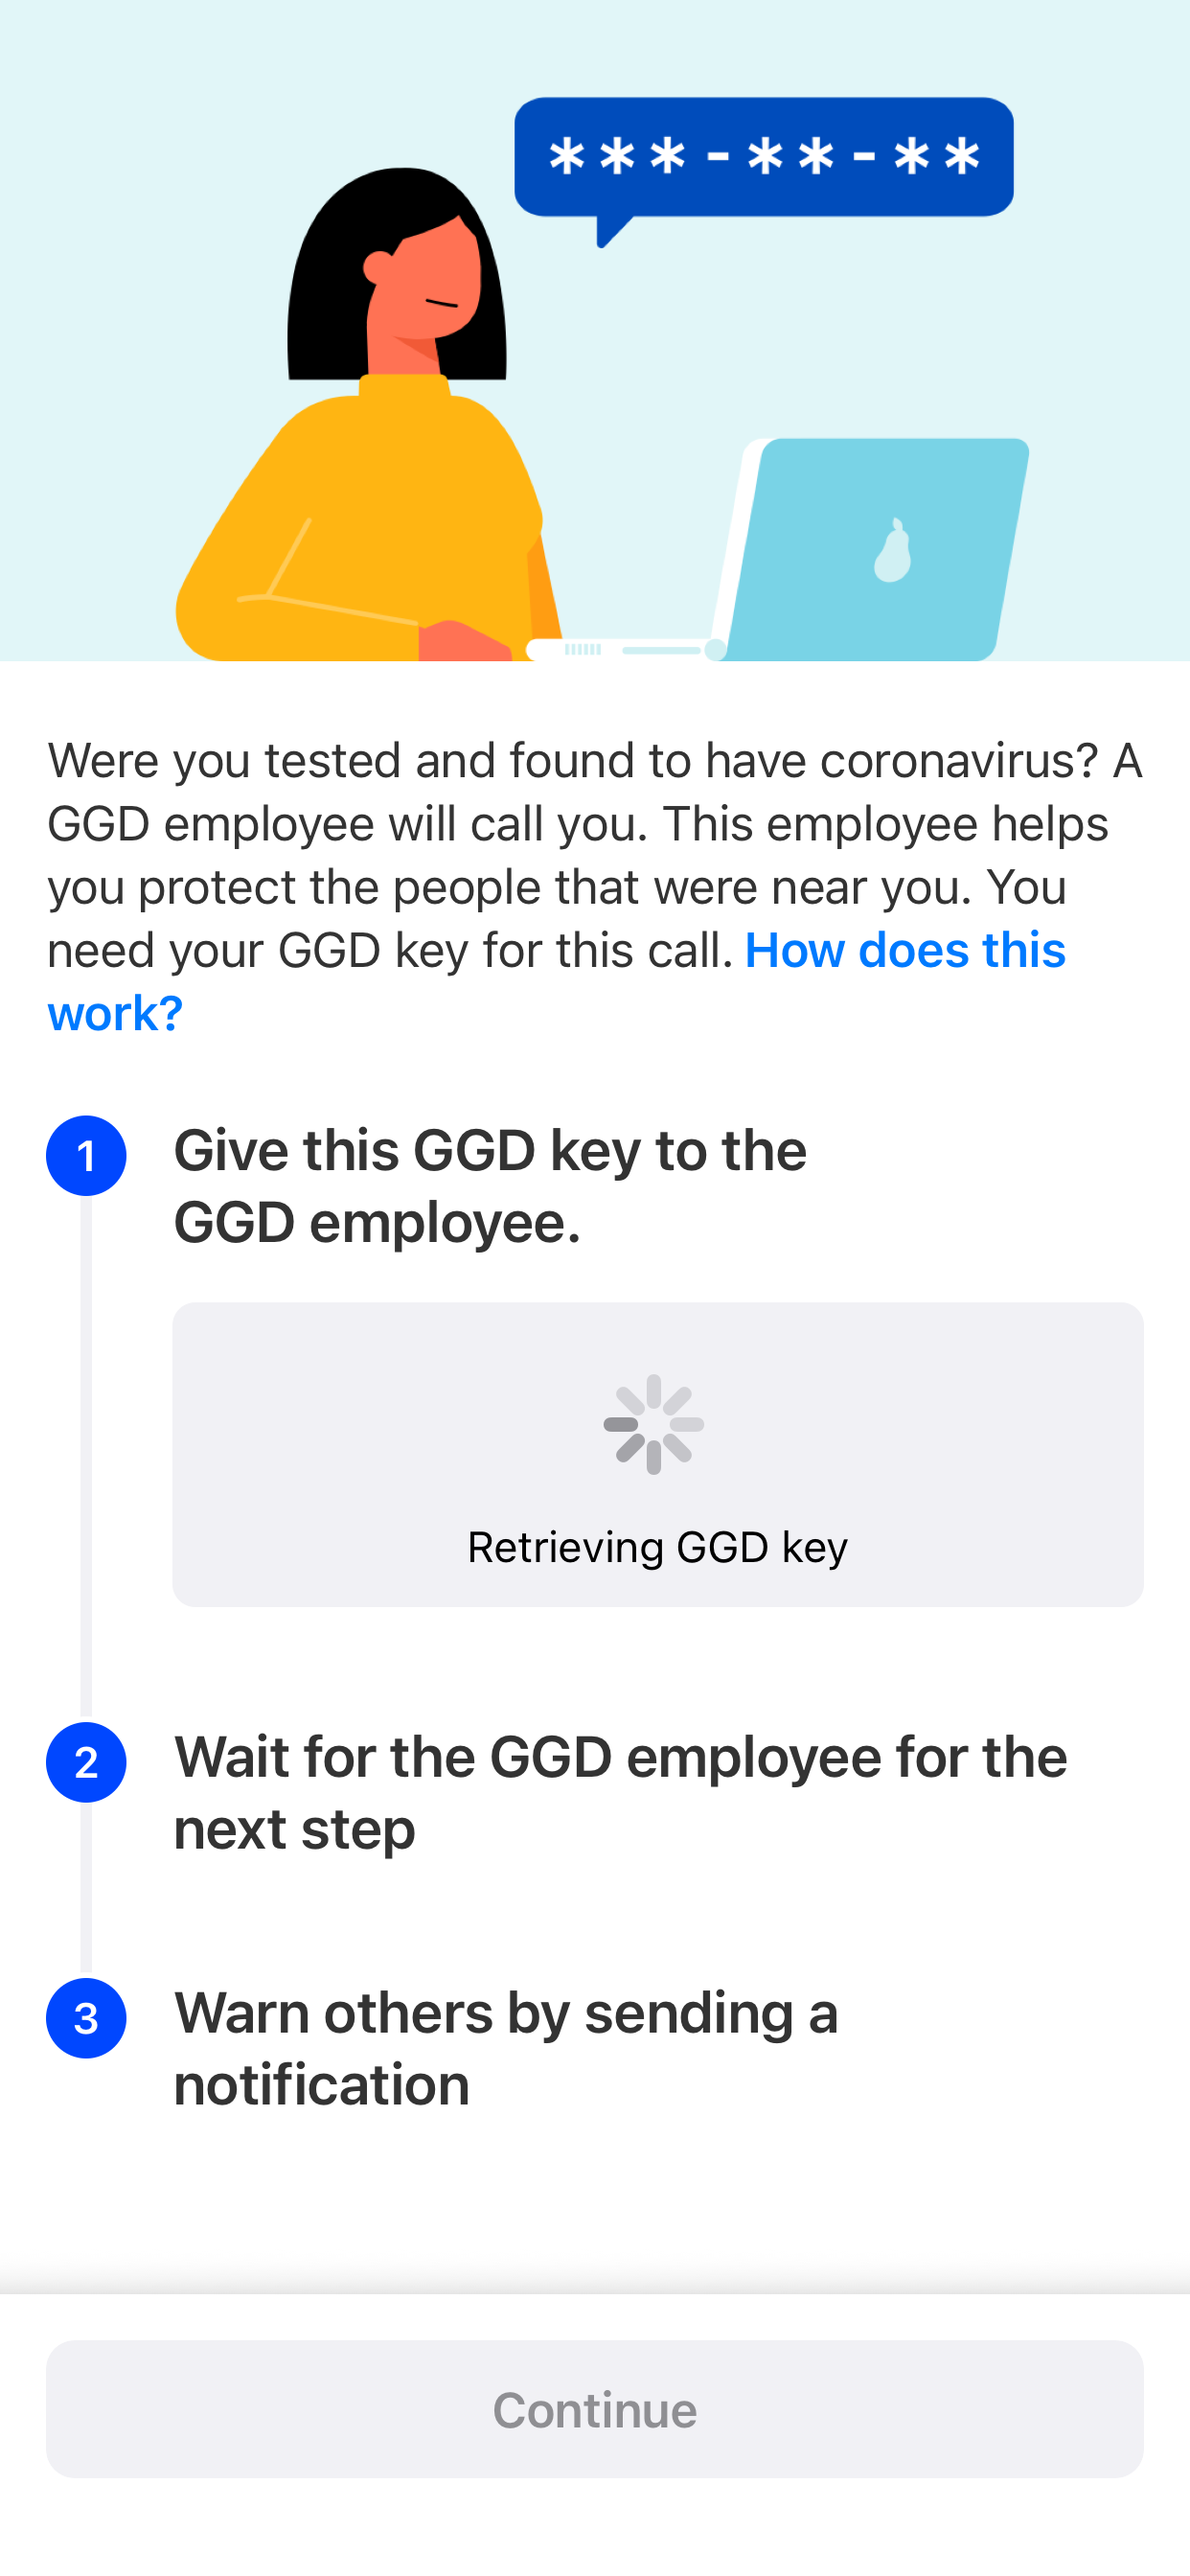 ***-**-**
Were you tested and found to have coronavirus? A
GGD employee will call you. This employee helps
you protect the people that were near you. You
need your GGD key for this call. How does this
work?
1
Give this GGD key to the
GGD employee.
Retrieving GGD key
2
Wait for the GGD employee for the
next step
3
Warn others by sending a
notification
Continue